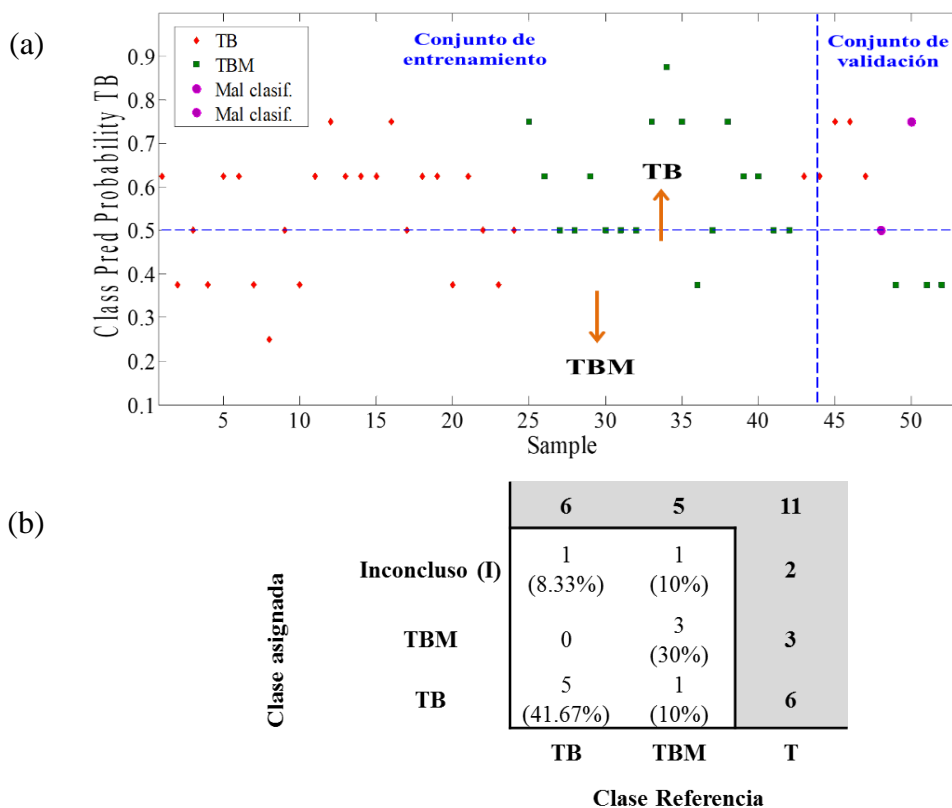 (a)
Class Pred Probability TB
0.9
0.8
0.7
0.6
0.5
0.4
0.3
0.2
0.1
TB
TBM
Mal clasif.
Mal clasif.
Conjunto de
entrenamiento
Conjunto de
validación
TB
TBM
5 10 15 20 25 30 35 40 45 50
Sample
(b)
Clase asignada
6 5 11
Inconcluso (I) 1 1 2
(8.33%) (10%)
TBM 0 3 3
(30%)
TB 5 1 6
(41.67%) (10%)
TB TBM T
Clase Referencia